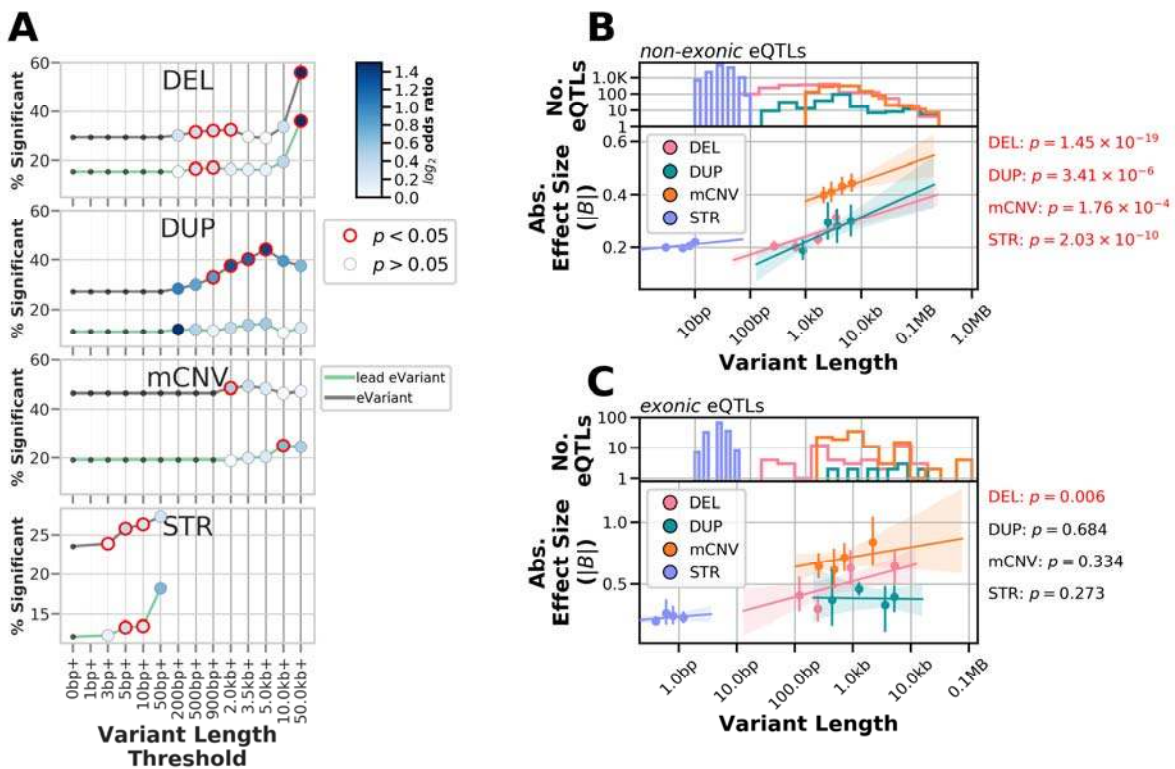 A
% Significant
60
40
20
DEL
1.4
1.2
1.0
0.8
0.6
0.4
0.2
0.0
log2 odds ratio
% Significant
60
40
20
DUP
p < 0.05
p > 0.05
% Significant
60
40
20
mCNV
lead eVariant
eVariant
% Significant
25
20
15
STR
0bp+
1bp+
3bp+
5bp+
10bp+
50bp+
200bp+
500bp+
900bp+
2.0kb+
3.5kb+
5.0kb+
10.0kb+
50.0kb+
Variant Length
Threshold
B
non-exonic eQTLs
No.
eQTLs
1.0K
100
10
1
Abs.
Effect Size
(|B|)
0.6
0.4
0.2
DEL
DUP
mCNV
STR
DEL: p = 1.45 × 10⁻¹⁹
DUP: p = 3.41 × 10⁻⁶
mCNV: p = 1.76 × 10⁻⁴
STR: p = 2.03 × 10⁻¹⁰
10bp
100bp
1.0kb
10.0kb
0.1MB
1.0MB
Variant Length
C
exonic eQTLs
No.
eQTLs
100
10
1
Abs.
Effect Size
(|B|)
1.0
0.5
DEL
DUP
mCNV
STR
DEL: p = 0.006
DUP: p = 0.684
mCNV: p = 0.334
STR: p = 0.273
1.0bp
10.0bp
100.0bp
1.0kb
10.0kb
0.1MB
Variant Length